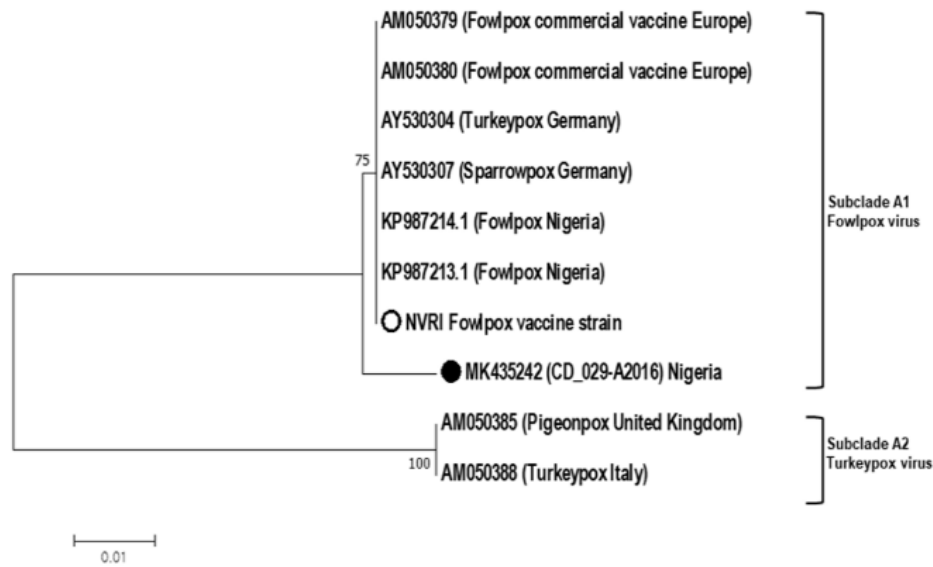 AM050379 (Fowlpox commercial vaccine Europe)
AM050380 (Fowlpox commercial vaccine Europe)
AY530304 (Turkeypox Germany)
75
AY530307 (Sparrowpox Germany)
KP987214.1 (Fowlpox Nigeria)
KP987213.1 (Fowlpox Nigeria)
NVRI Fowlpox vaccine strain
MK435242 (CD_029-A2016) Nigeria
Subclade A1
Fowlpox virus
AM050385 (Pigeonpox United Kingdom)
100
AM050388 (Turkeypox Italy)
Subclade A2
Turkeypox virus
0.01